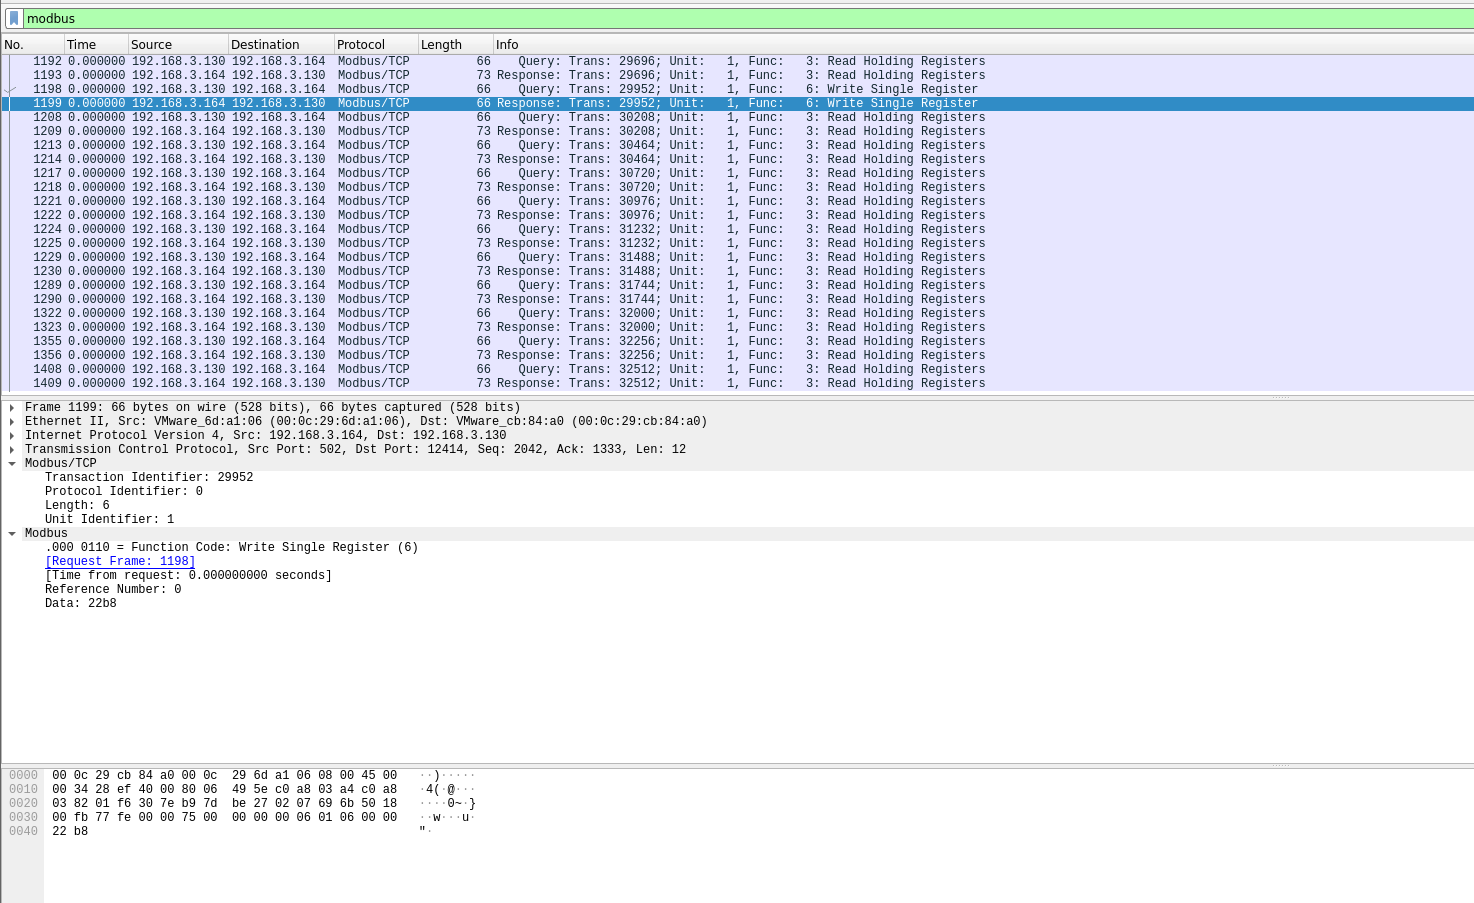 modbus
No. Time Source Destination Protocol Length Info
1192 0.000000 192.168.3.130 192.168.3.164 Modbus/TCP 66 Query: Trans: 29696; Unit: 1, Func: 3: Read Holding Registers
1193 0.000000 192.168.3.164 192.168.3.130 Modbus/TCP 73 Response: Trans: 29696; Unit: 1, Func: 3: Read Holding Registers
1198 0.000000 192.168.3.130 192.168.3.164 Modbus/TCP 66 Query: Trans: 29952; Unit: 1, Func: 6: Write Single Register
1199 0.000000 192.168.3.164 192.168.3.130 Modbus/TCP 66 Response: Trans: 29952; Unit: 1, Func: 6: Write Single Register
1208 0.000000 192.168.3.130 192.168.3.164 Modbus/TCP 66 Query: Trans: 30208; Unit: 1, Func: 3: Read Holding Registers
1209 0.000000 192.168.3.164 192.168.3.130 Modbus/TCP 73 Response: Trans: 30208; Unit: 1, Func: 3: Read Holding Registers
1213 0.000000 192.168.3.130 192.168.3.164 Modbus/TCP 66 Query: Trans: 30464; Unit: 1, Func: 3: Read Holding Registers
1214 0.000000 192.168.3.164 192.168.3.130 Modbus/TCP 73 Response: Trans: 30464; Unit: 1, Func: 3: Read Holding Registers
1217 0.000000 192.168.3.130 192.168.3.164 Modbus/TCP 66 Query: Trans: 30720; Unit: 1, Func: 3: Read Holding Registers
1218 0.000000 192.168.3.164 192.168.3.130 Modbus/TCP 73 Response: Trans: 30720; Unit: 1, Func: 3: Read Holding Registers
1221 0.000000 192.168.3.130 192.168.3.164 Modbus/TCP 66 Query: Trans: 30976; Unit: 1, Func: 3: Read Holding Registers
1222 0.000000 192.168.3.164 192.168.3.130 Modbus/TCP 73 Response: Trans: 30976; Unit: 1, Func: 3: Read Holding Registers
1224 0.000000 192.168.3.130 192.168.3.164 Modbus/TCP 66 Query: Trans: 31232; Unit: 1, Func: 3: Read Holding Registers
1225 0.000000 192.168.3.164 192.168.3.130 Modbus/TCP 73 Response: Trans: 31232; Unit: 1, Func: 3: Read Holding Registers
1229 0.000000 192.168.3.130 192.168.3.164 Modbus/TCP 66 Query: Trans: 31488; Unit: 1, Func: 3: Read Holding Registers
1230 0.000000 192.168.3.164 192.168.3.130 Modbus/TCP 73 Response: Trans: 31488; Unit: 1, Func: 3: Read Holding Registers
1289 0.000000 192.168.3.130 192.168.3.164 Modbus/TCP 66 Query: Trans: 31744; Unit: 1, Func: 3: Read Holding Registers
1290 0.000000 192.168.3.164 192.168.3.130 Modbus/TCP 73 Response: Trans: 31744; Unit: 1, Func: 3: Read Holding Registers
1322 0.000000 192.168.3.130 192.168.3.164 Modbus/TCP 66 Query: Trans: 32000; Unit: 1, Func: 3: Read Holding Registers
1323 0.000000 192.168.3.164 192.168.3.130 Modbus/TCP 73 Response: Trans: 32000; Unit: 1, Func: 3: Read Holding Registers
1355 0.000000 192.168.3.130 192.168.3.164 Modbus/TCP 66 Query: Trans: 32256; Unit: 1, Func: 3: Read Holding Registers
1356 0.000000 192.168.3.164 192.168.3.130 Modbus/TCP 73 Response: Trans: 32256; Unit: 1, Func: 3: Read Holding Registers
1408 0.000000 192.168.3.130 192.168.3.164 Modbus/TCP 66 Query: Trans: 32512; Unit: 1, Func: 3: Read Holding Registers
1409 0.000000 192.168.3.164 192.168.3.130 Modbus/TCP 73 Response: Trans: 32512; Unit: 1, Func: 3: Read Holding Registers
Frame 1199: 66 bytes on wire (528 bits), 66 bytes captured (528 bits)
Ethernet II, Src: VMware_6d:a1:06 (00:0c:29:6d:a1:06), Dst: VMware_cb:84:a0 (00:0c:29:cb:84:a0)
Internet Protocol Version 4, Src: 192.168.3.164, Dst: 192.168.3.130
Transmission Control Protocol, Src Port: 502, Dst Port: 12414, Seq: 2042, Ack: 1333, Len: 12
Modbus/TCP
Transaction Identifier: 29952
Protocol Identifier: 0
Length: 6
Unit Identifier: 1
Modbus
.000 0110 = Function Code: Write Single Register (6)
[Request Frame: 1198]
[Time from request: 0.000000000 seconds]
Reference Number: 0
Data: 22b8
0000 00 0c 29 cb 84 a0 00 0c 29 6d a1 06 08 00 45 00 ··)·····
0010 00 34 28 ef 40 00 80 06 49 5e c0 a8 03 a4 c0 a8 ·4(·@···
0020 03 82 01 f6 30 7e b9 7d be 27 02 07 69 6b 50 18 ····0~·}
0030 00 fb 77 fe 00 00 75 00 00 00 00 06 01 06 00 00 ··w···u·
0040 22 b8 "·